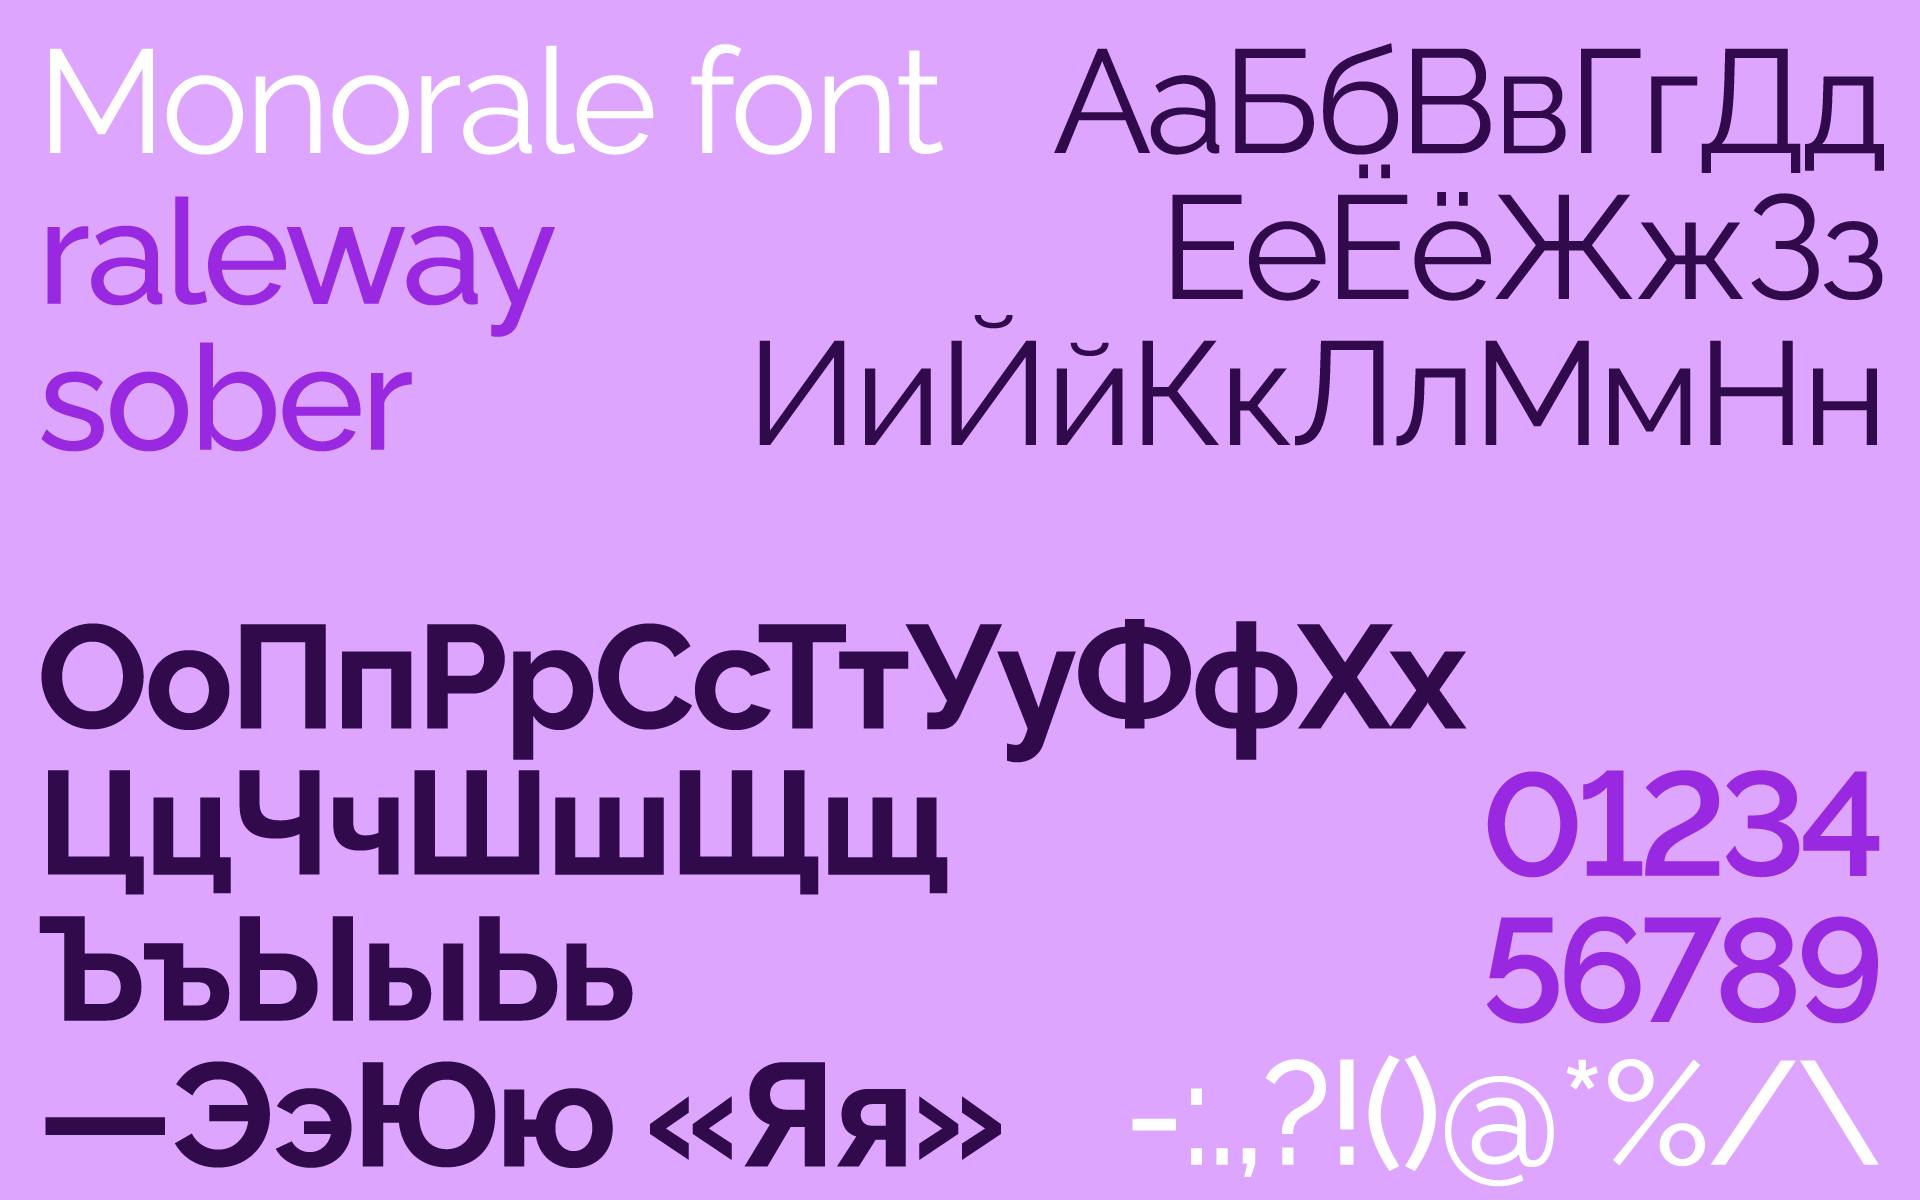 Monorale font
raleway
sober
АаБбВвГгДд
ЕеЁёЖжЗз
ИиЙйКкЛлМмНн
ОоПпРрСсТтУуФфХх
ЦцЧчШшЩщ
ЪъЫыЬь
—ЭэЮю «Яя»
01234
56789
-:.,?!()@*%/\